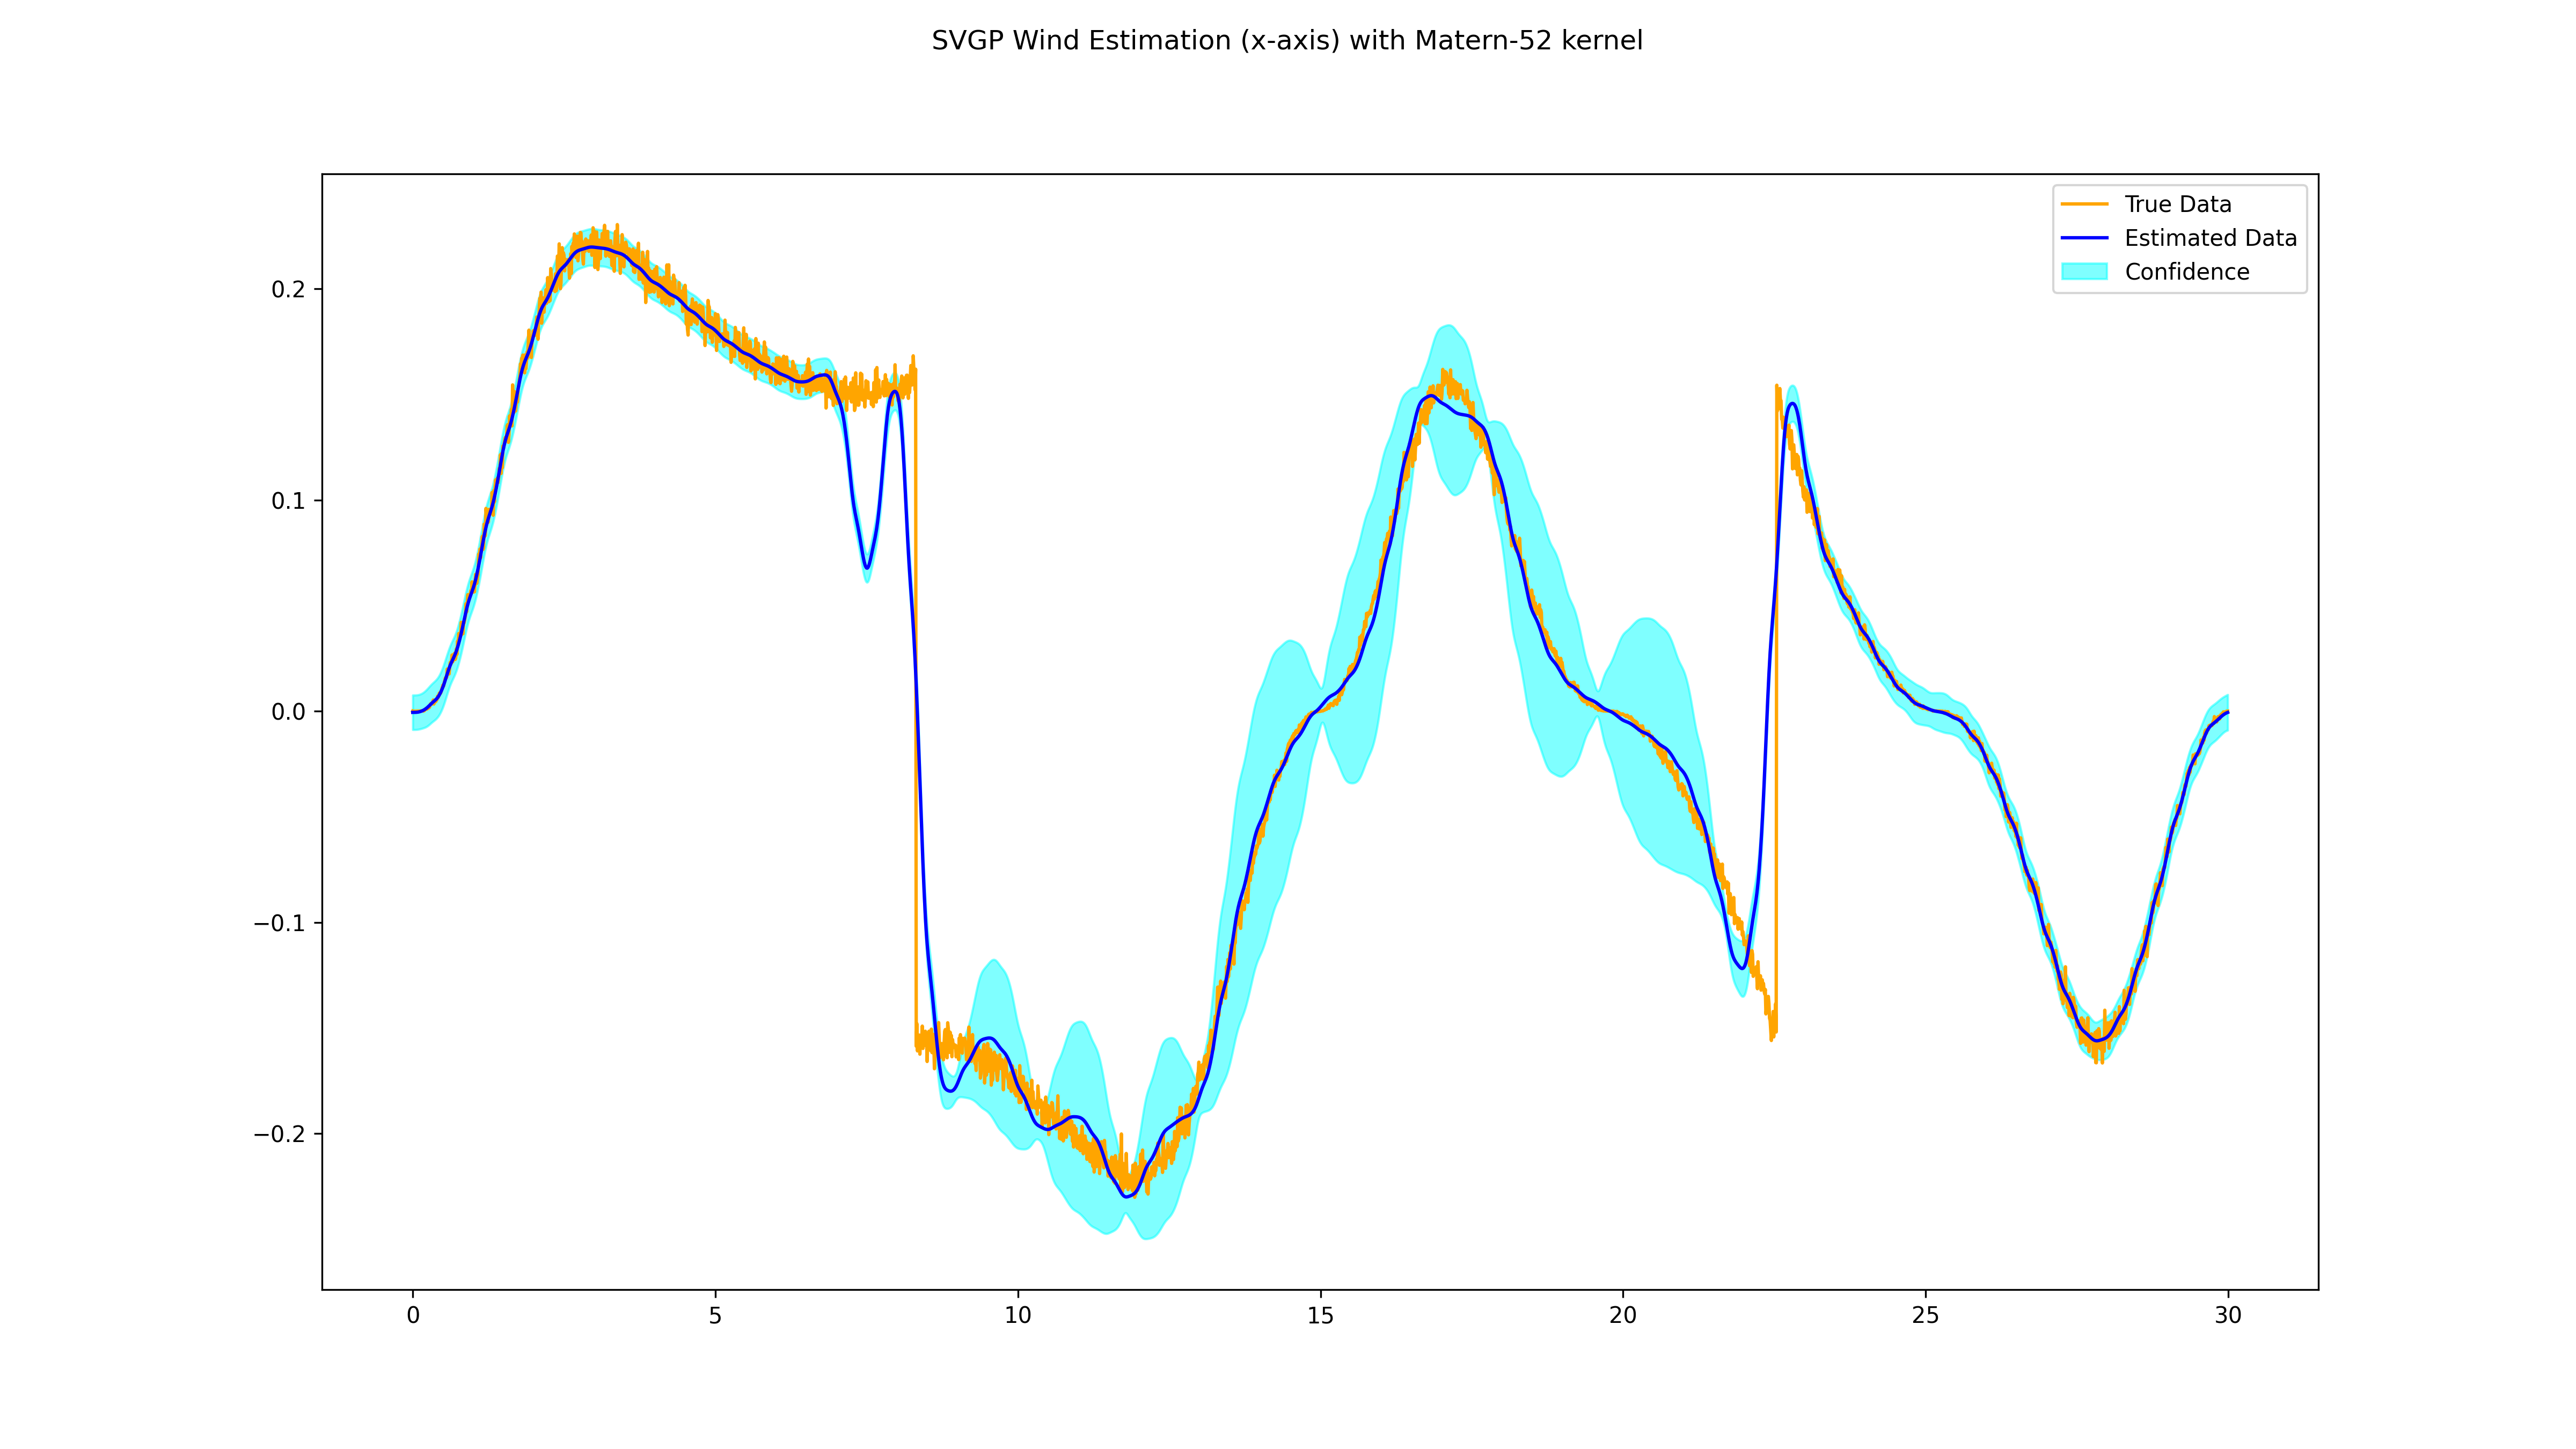 SVGP Wind Estimation (x-axis) with Matern-52 kernel
True Data
Estimated Data
Confidence
0.2
0.1
0.0
−0.1
−0.2
0 5 10 15 20 25 30